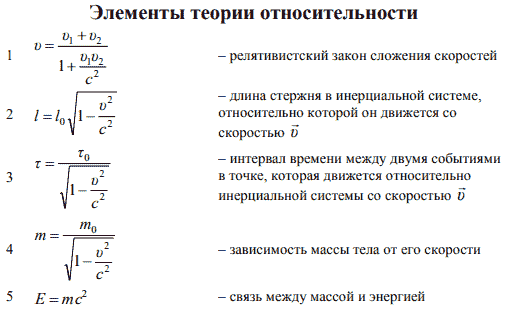 Элементы теории относительности
1 υ = (υ₁ + υ₂) / (1 + υ₁υ₂/c²) – релятивистский закон сложения скоростей
2 l = l₀√(1 − υ²/c²) – длина стержня в инерциальной системе,
относительно которой он движется со
скоростью υ⃗
3 τ = τ₀ / √(1 − υ²/c²) – интервал времени между двумя событиями
в точке, которая движется относительно
инерциальной системы со скоростью υ⃗
4 m = m₀ / √(1 − υ²/c²) – зависимость массы тела от его скорости
5 E = mc² – связь между массой и энергией